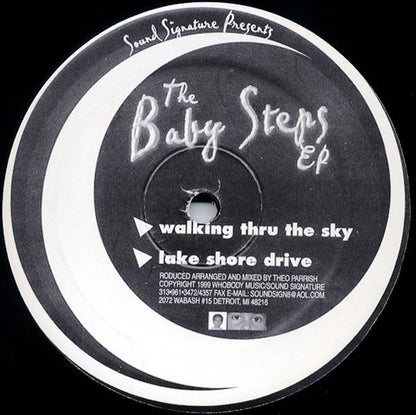 Sound Signature Presents
The
Baby Steps
EP
walking thru the sky
lake shore drive
RODUCED ARRANGED AND MIXED BY THEO PARRISH
COPYRIGHT 1999 WHOBODY MUSIC/SOUND SIGNATURE
313•961•3472/4357 FAX E-MAIL: SOUNDSIGN8@AOL.COM.
2072 WABASH #15 DETROIT, MI 48216